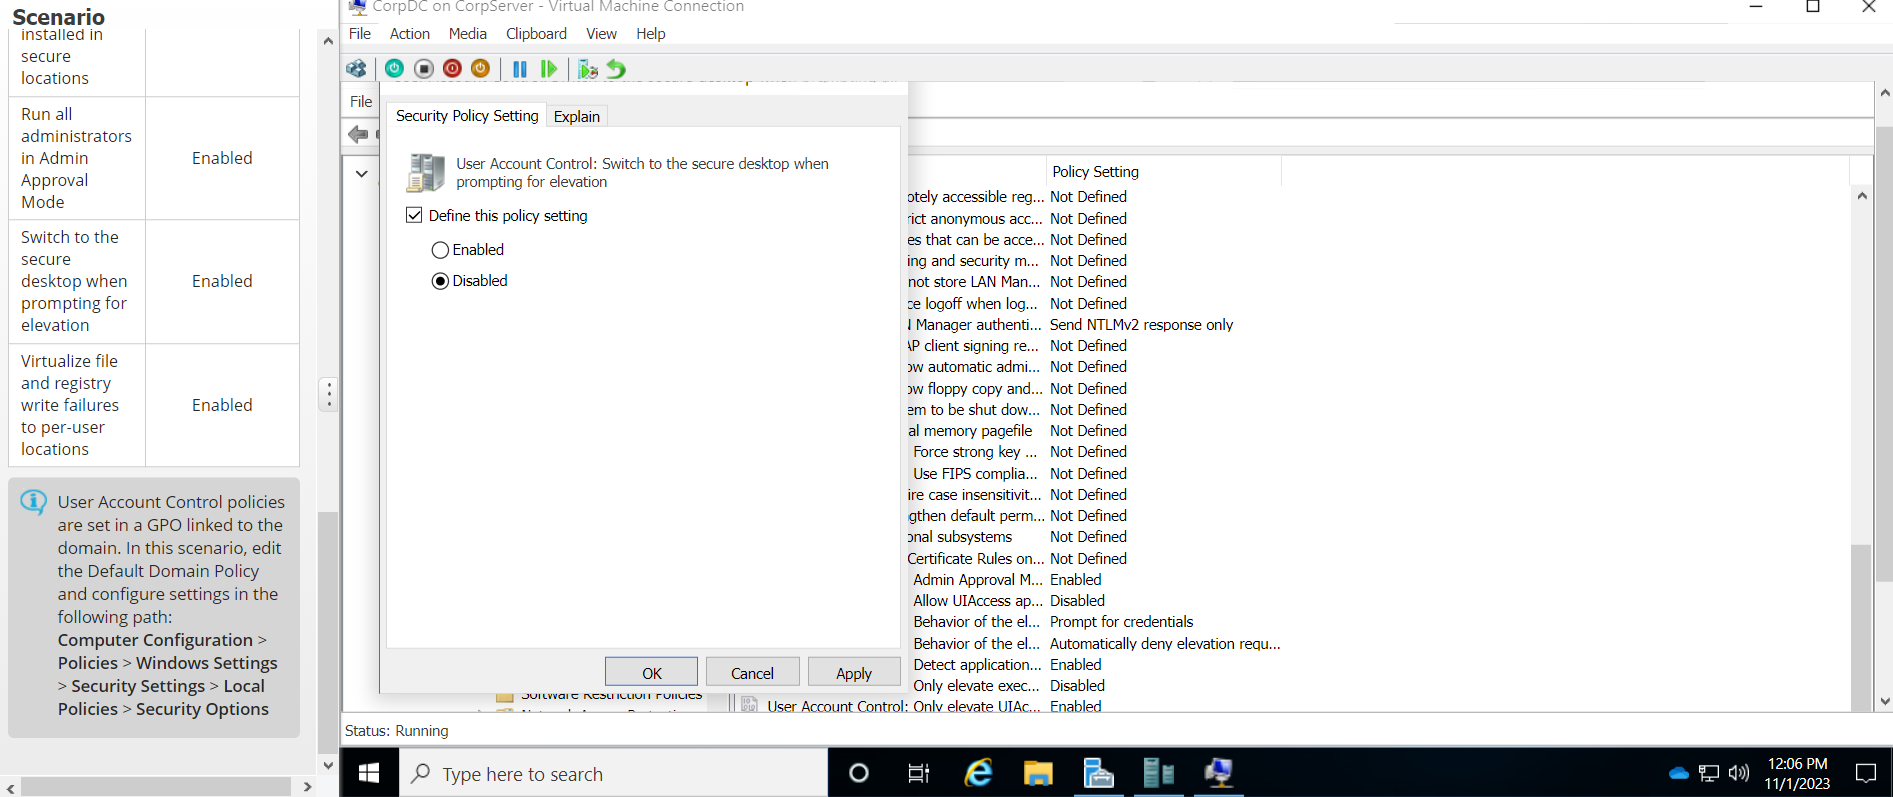 Scenario
installed in
secure
locations
Run all
administrators
in Admin
Approval
Mode
Enabled
Switch to the
secure
desktop when
prompting for
elevation
Enabled
Virtualize file
and registry
write failures
to per-user
locations
Enabled
User Account Control policies
are set in a GPO linked to the
domain. In this scenario, edit
the Default Domain Policy
and configure settings in the
following path:
Computer Configuration >
Policies > Windows Settings
> Security Settings > Local
Policies > Security Options
CorpDC on CorpServer - Virtual Machine Connection
File Action Media Clipboard View Help
File
Security Policy Setting Explain
User Account Control: Switch to the secure desktop when
prompting for elevation
Define this policy setting
Enabled
Disabled
OK Cancel Apply
Software Restriction Policies
Policy Setting
otely accessible reg... Not Defined
rict anonymous acc... Not Defined
es that can be acce... Not Defined
ing and security m... Not Defined
not store LAN Man... Not Defined
ce logoff when log... Not Defined
Manager authenti... Send NTLMv2 response only
AP client signing re... Not Defined
ow automatic admi... Not Defined
ow floppy copy and... Not Defined
em to be shut dow... Not Defined
al memory pagefile Not Defined
Force strong key ... Not Defined
Use FIPS complia... Not Defined
ire case insensitivit... Not Defined
gthen default perm... Not Defined
onal subsystems Not Defined
Certificate Rules on... Not Defined
Admin Approval M... Enabled
Allow UIAccess ap... Disabled
Behavior of the el... Prompt for credentials
Behavior of the el... Automatically deny elevation requ...
Detect application... Enabled
Only elevate exec... Disabled
User Account Control: Only elevate UIAc... Enabled
Status: Running
Type here to search
12:06 PM
11/1/2023